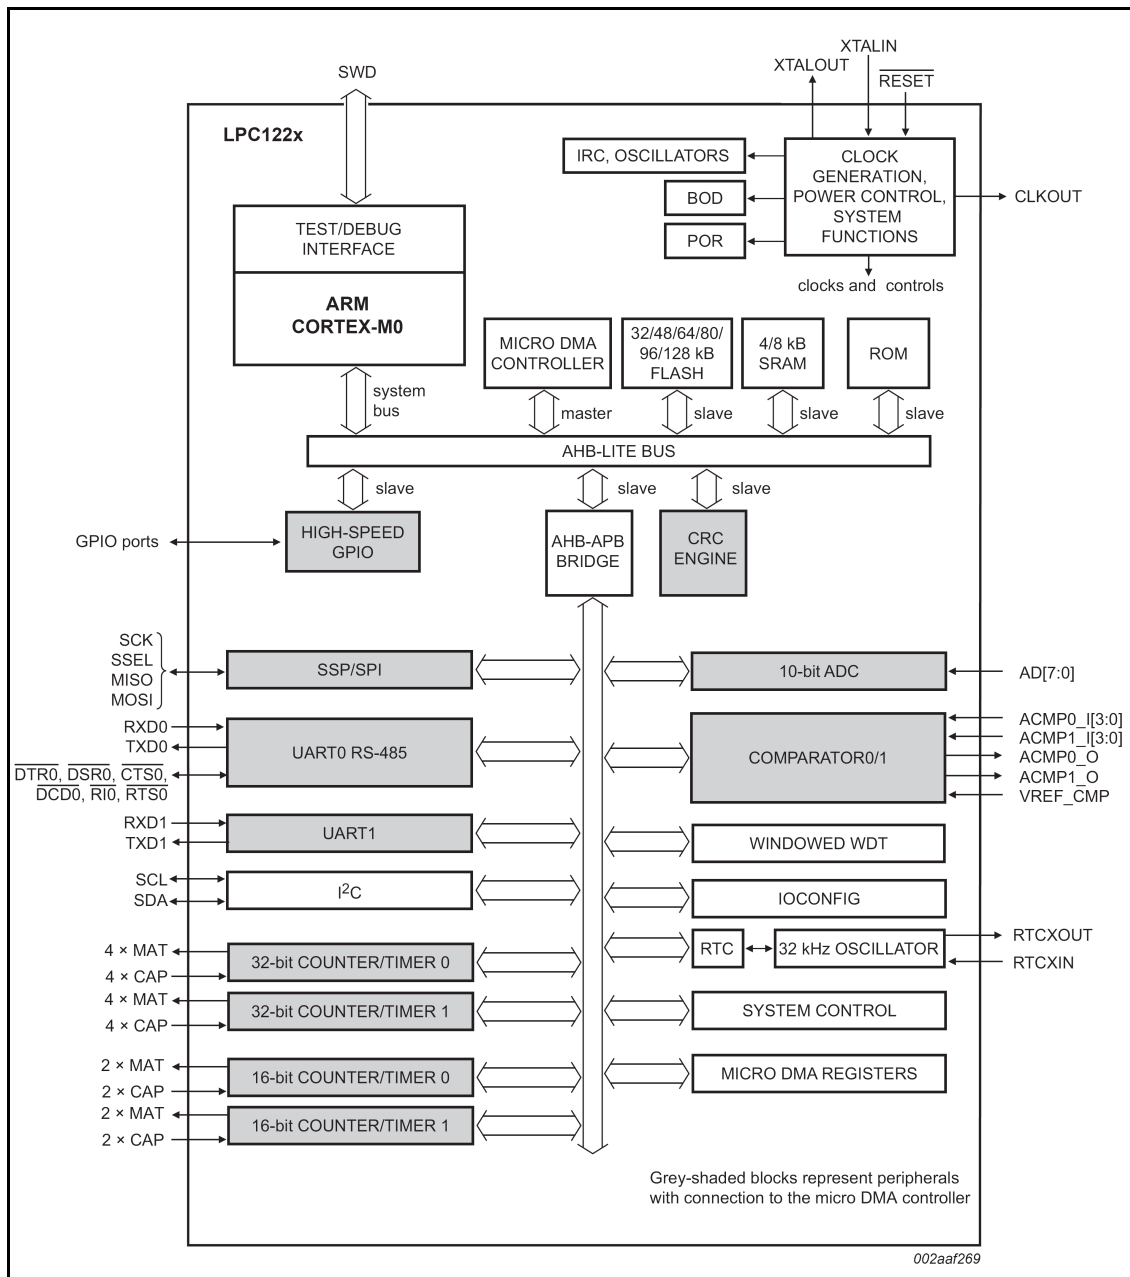 XTALIN
XTALOUT
RESET
SWD
LPC122x
IRC, OSCILLATORS
BOD
POR
CLOCK
GENERATION,
POWER CONTROL,
SYSTEM
FUNCTIONS
CLKOUT
clocks and controls
TEST/DEBUG
INTERFACE
ARM
CORTEX-M0
MICRO DMA
CONTROLLER
32/48/64/80/
96/128 kB
FLASH
4/8 kB
SRAM
ROM
system
bus
master
slave
slave
slave
AHB-LITE BUS
slave
slave
slave
GPIO ports
HIGH-SPEED
GPIO
AHB-APB
BRIDGE
CRC
ENGINE
SCK
SSEL
MISO
MOSI
SSP/SPI
10-bit ADC
AD[7:0]
RXD0
TXD0
DTR0, DSR0, CTS0,
DCD0, RI0, RTS0
UART0 RS-485
COMPARATOR0/1
ACMP0_I[3:0]
ACMP1_I[3:0]
ACMP0_O
ACMP1_O
VREF_CMP
RXD1
TXD1
UART1
WINDOWED WDT
SCL
SDA
I2C
IOCONFIG
4 × MAT
4 × CAP
32-bit COUNTER/TIMER 0
RTC
32 kHz OSCILLATOR
RTCXOUT
RTCXIN
4 × MAT
4 × CAP
32-bit COUNTER/TIMER 1
SYSTEM CONTROL
2 × MAT
2 × CAP
16-bit COUNTER/TIMER 0
MICRO DMA REGISTERS
2 × MAT
2 × CAP
16-bit COUNTER/TIMER 1
Grey-shaded blocks represent peripherals
with connection to the micro DMA controller
002aaf269